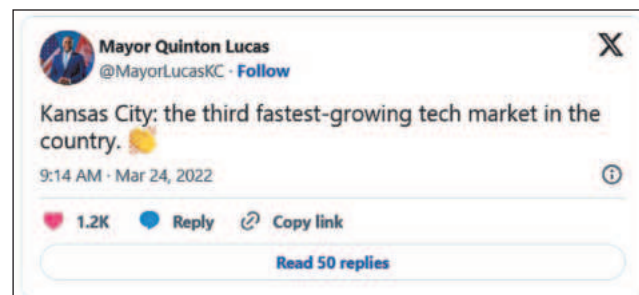 Mayor Quinton Lucas
@MayorLucasKC · Follow
Kansas City: the third fastest-growing tech market in the
country. 👏
9:14 AM · Mar 24, 2022
1.2K Reply Copy link
Read 50 replies